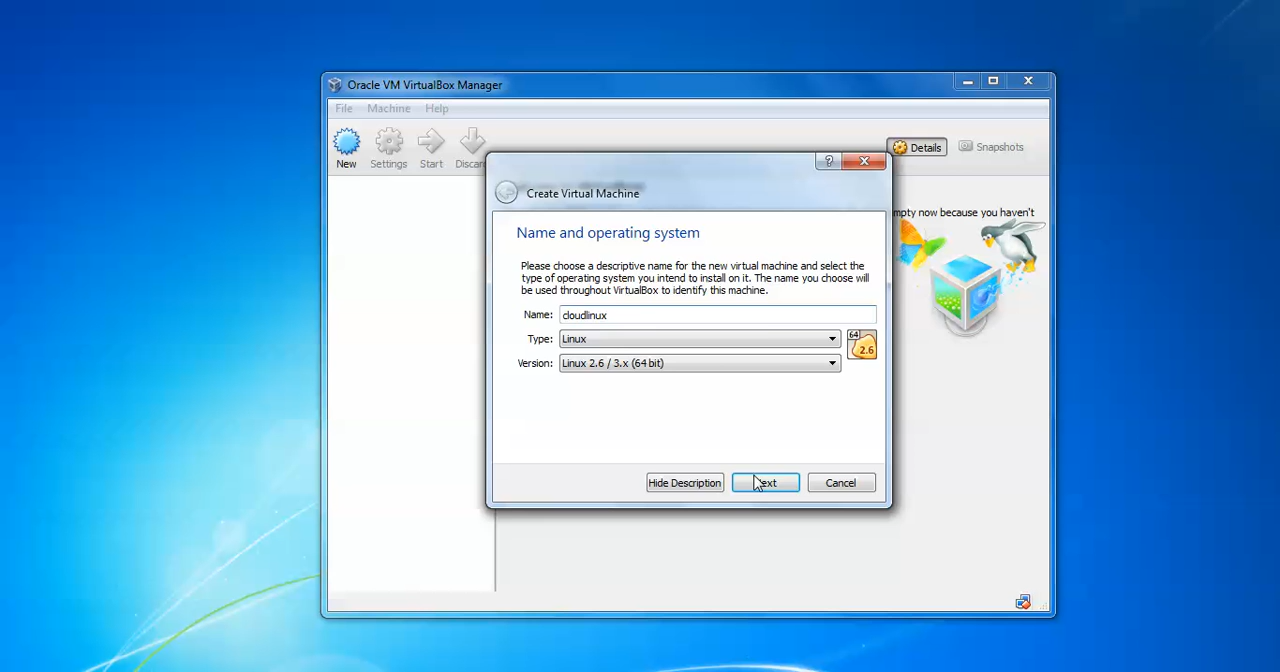 Oracle VM VirtualBox Manager
File Machine Help
New Settings Start Details Snapshots
Create Virtual Machine
mpty now because you haven't
Name and operating system
Please choose a descriptive name for the new virtual machine and select the
type of operating system you intend to install on it. The name you choose will
be used throughout VirtualBox to identify this machine.
Name: cloudlinux
Type: Linux
64
2.6
Version: Linux 2.6 / 3.x (64 bit)
Hide Description Next Cancel